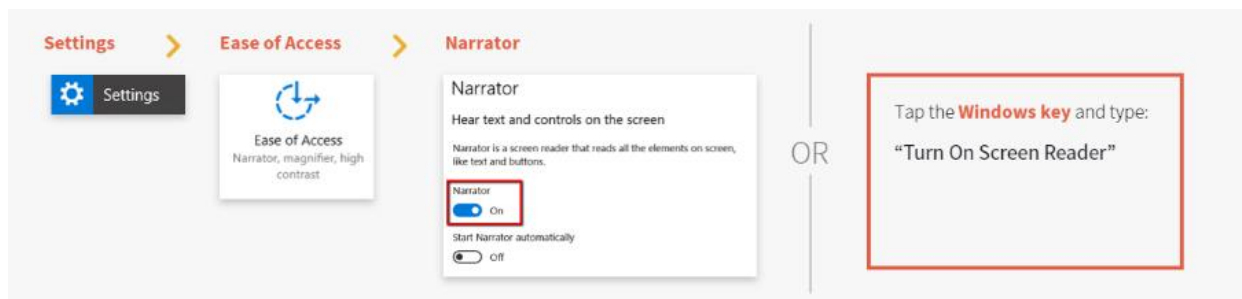 Settings
Ease of Access
Narrator
Settings
Ease of Access
Narrator, magnifier, high
contrast
Narrator
Hear text and controls on the screen
Narrator is a screen reader that reads all the elements on screen,
like text and buttons.
Narrator
On
Start Narrator automatically
Off
OR
Tap the Windows key and type:
“Turn On Screen Reader”